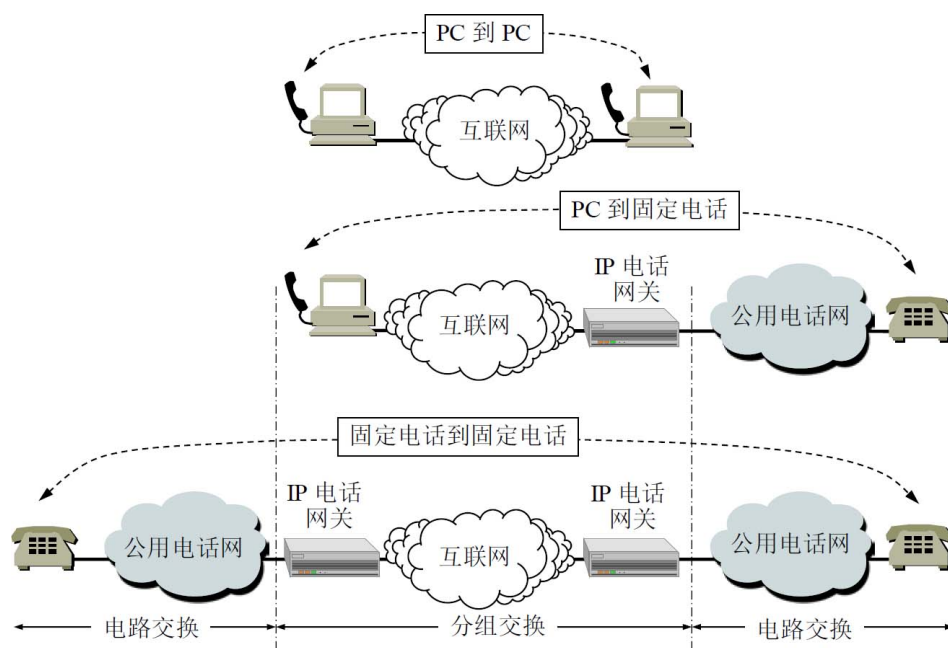 PC 到 PC
互联网
PC 到固定电话
IP 电话
网关
互联网
公用电话网
固定电话到固定电话
IP 电话
网关
IP 电话
网关
公用电话网
互联网
公用电话网
电路交换
分组交换
电路交换